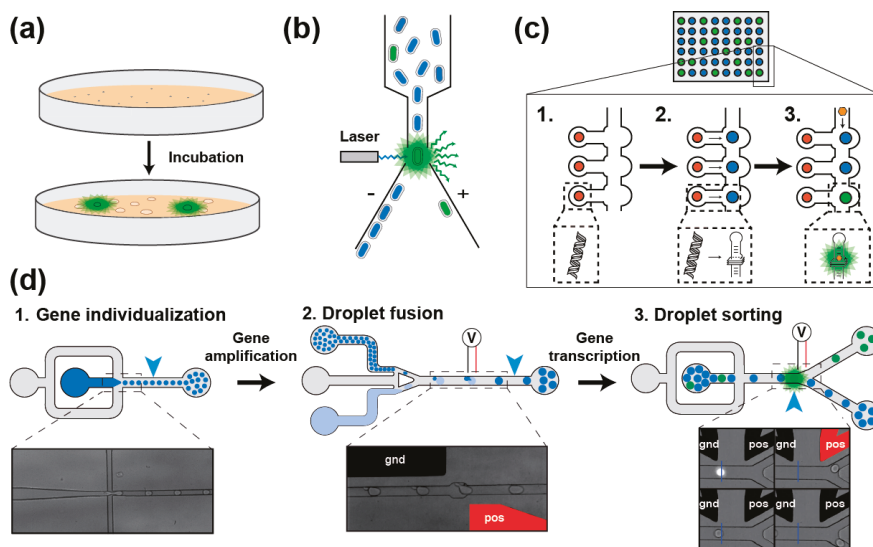 (a)
Incubation
(b)
Laser
-
+
(c)
1.
2.
3.
(d)
1. Gene individualization
Gene
amplification
2. Droplet fusion
V
gnd
pos
Gene
transcription
3. Droplet sorting
V
gnd
pos
gnd
pos
gnd
pos
gnd
pos